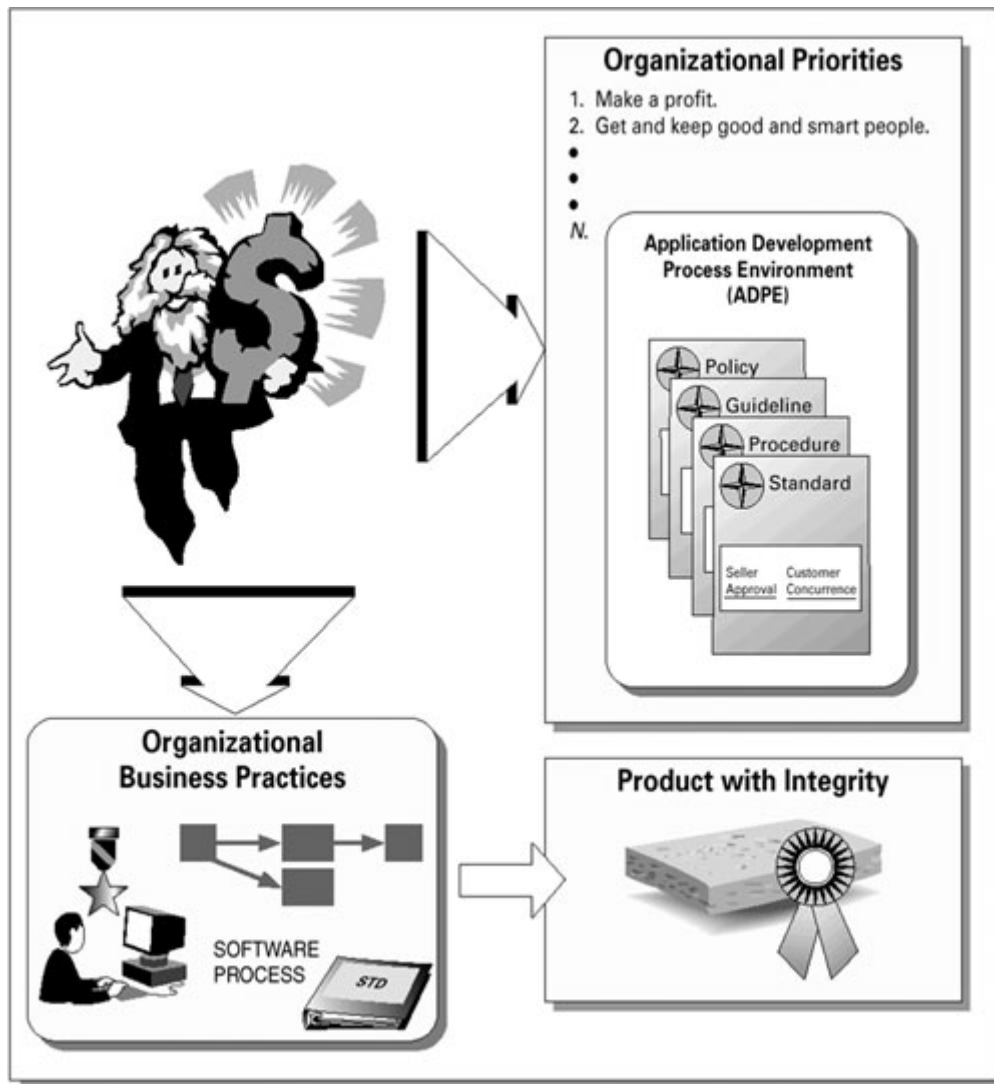 Organizational Priorities
1. Make a profit.
2. Get and keep good and smart people.
•
•
•
N.
Application Development
Process Environment
(ADPE)
Policy
Guideline
Procedure
Standard
Seller Customer
Approval Concurrence
Organizational
Business Practices
SOFTWARE
PROCESS
STD
Product with Integrity